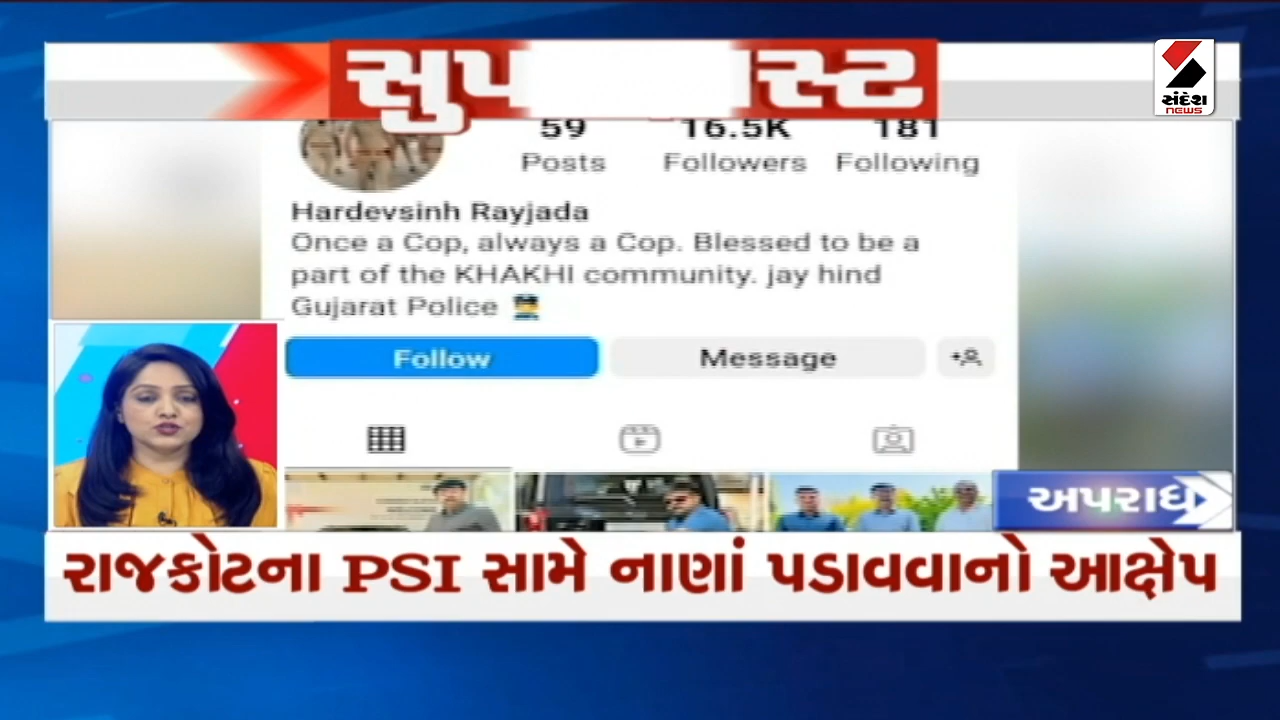 સંદેશ
NEWS
59 16.5K 181
Posts Followers Following
Hardevsinh Rayjada
Once a Cop, always a Cop. Blessed to be a
part of the KHAKHI community. jay hind
Gujarat Police
Follow Message
અપરાધ
રાજકોટના PSI સામે નાણાં પડાવવાનો આક્ષેપ